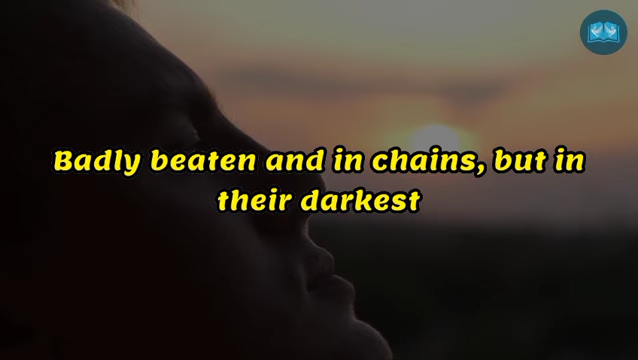 Badly beaten and in chains, but in
their darkest